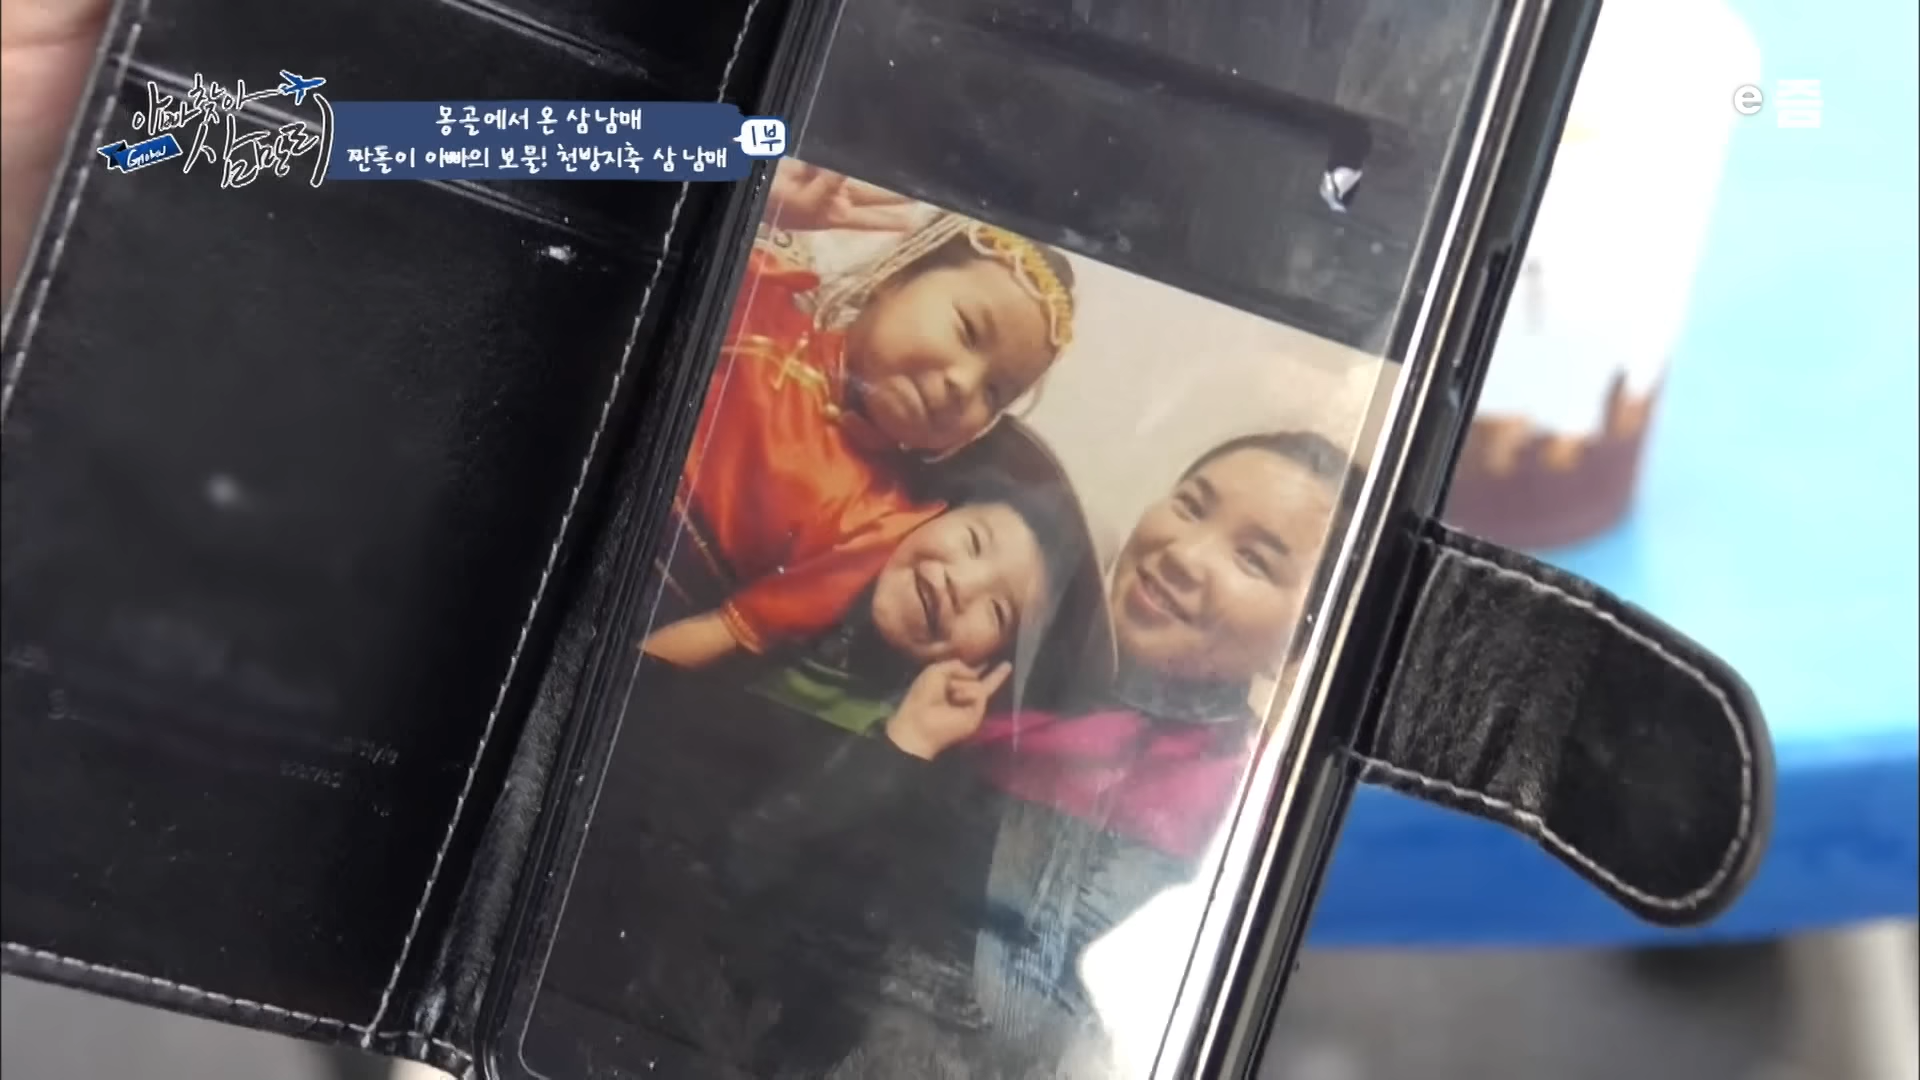 아빠 찾아
Global
삼만리
몽골에서 온 삼 남매
짠돌이 아빠의 보물! 천방지축 삼 남매
1부
e 줌